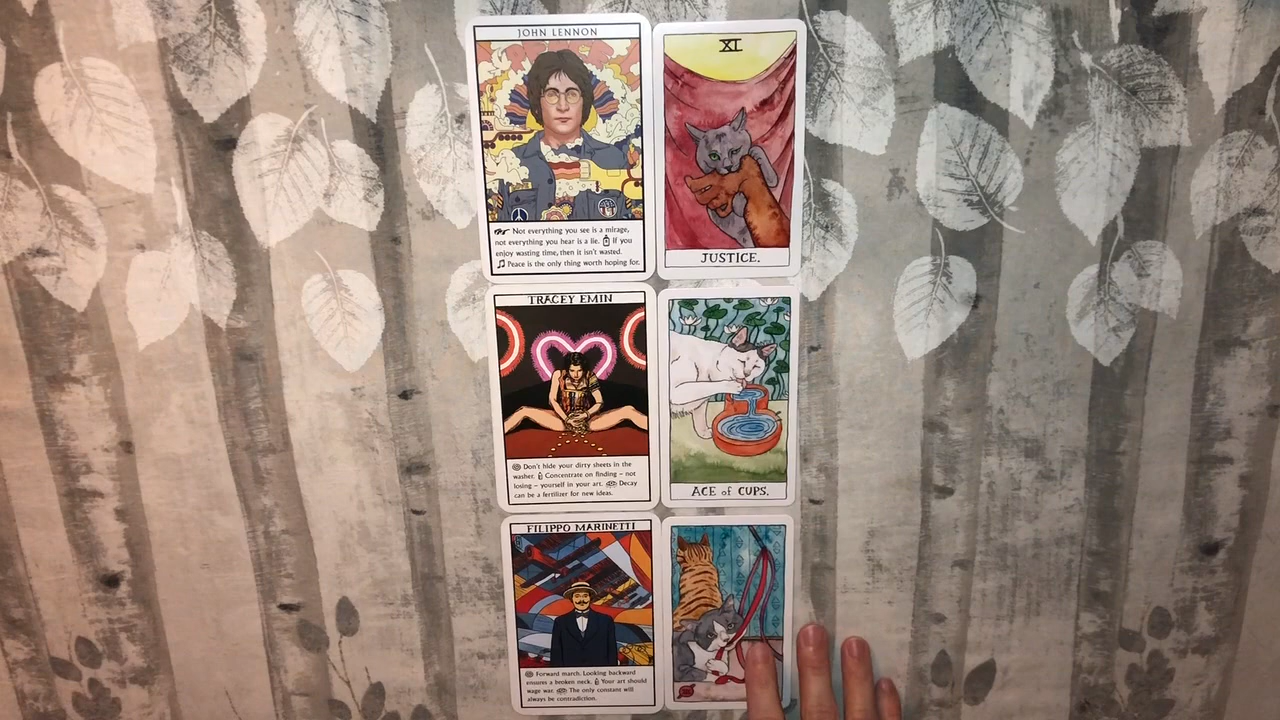 JOHN LENNON
Not everything you see is a mirage,
not everything you hear is a lie. If you
enjoy wasting time, then it isn't wasted.
Peace is the only thing worth hoping for.
XI
JUSTICE.
TRACEY EMIN
Don't hide your dirty sheets in the
washer. Concentrate on finding – not
losing – yourself in your art. Decay
can be a fertilizer for new ideas.
ACE of CUPS.
FILIPPO MARINETTI
Forward march. Looking backward
ensures a broken neck. Your art should
wage war. The only constant will
always be contradiction.